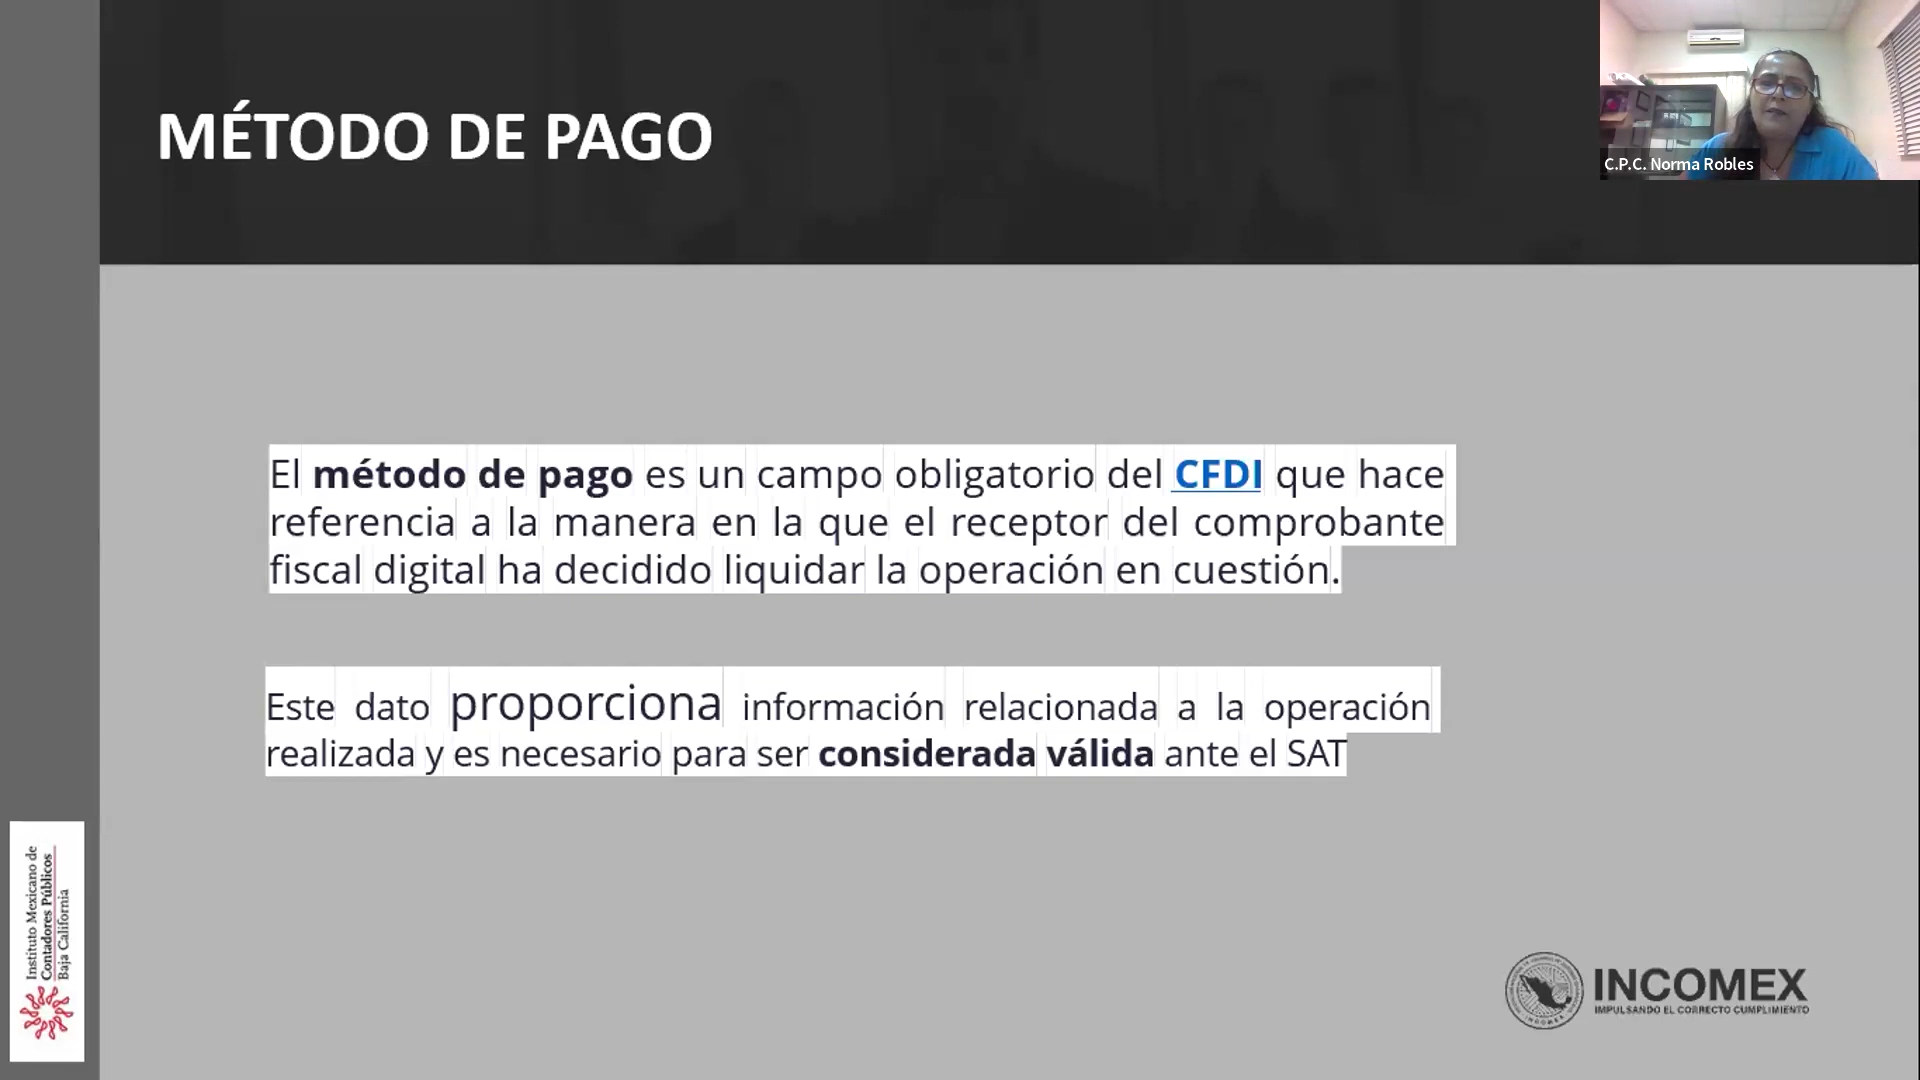 MÉTODO DE PAGO
C.P.C. Norma Robles
El método de pago es un campo obligatorio del CFDI que hace
referencia a la manera en la que el receptor del comprobante
fiscal digital ha decidido liquidar la operación en cuestión.
Este dato proporciona información relacionada a la operación
realizada y es necesario para ser considerada válida ante el SAT
Instituto Mexicano de
Contadores Públicos
Baja California
INCOMEX
IMPULSANDO EL CORRECTO CUMPLIMIENTO